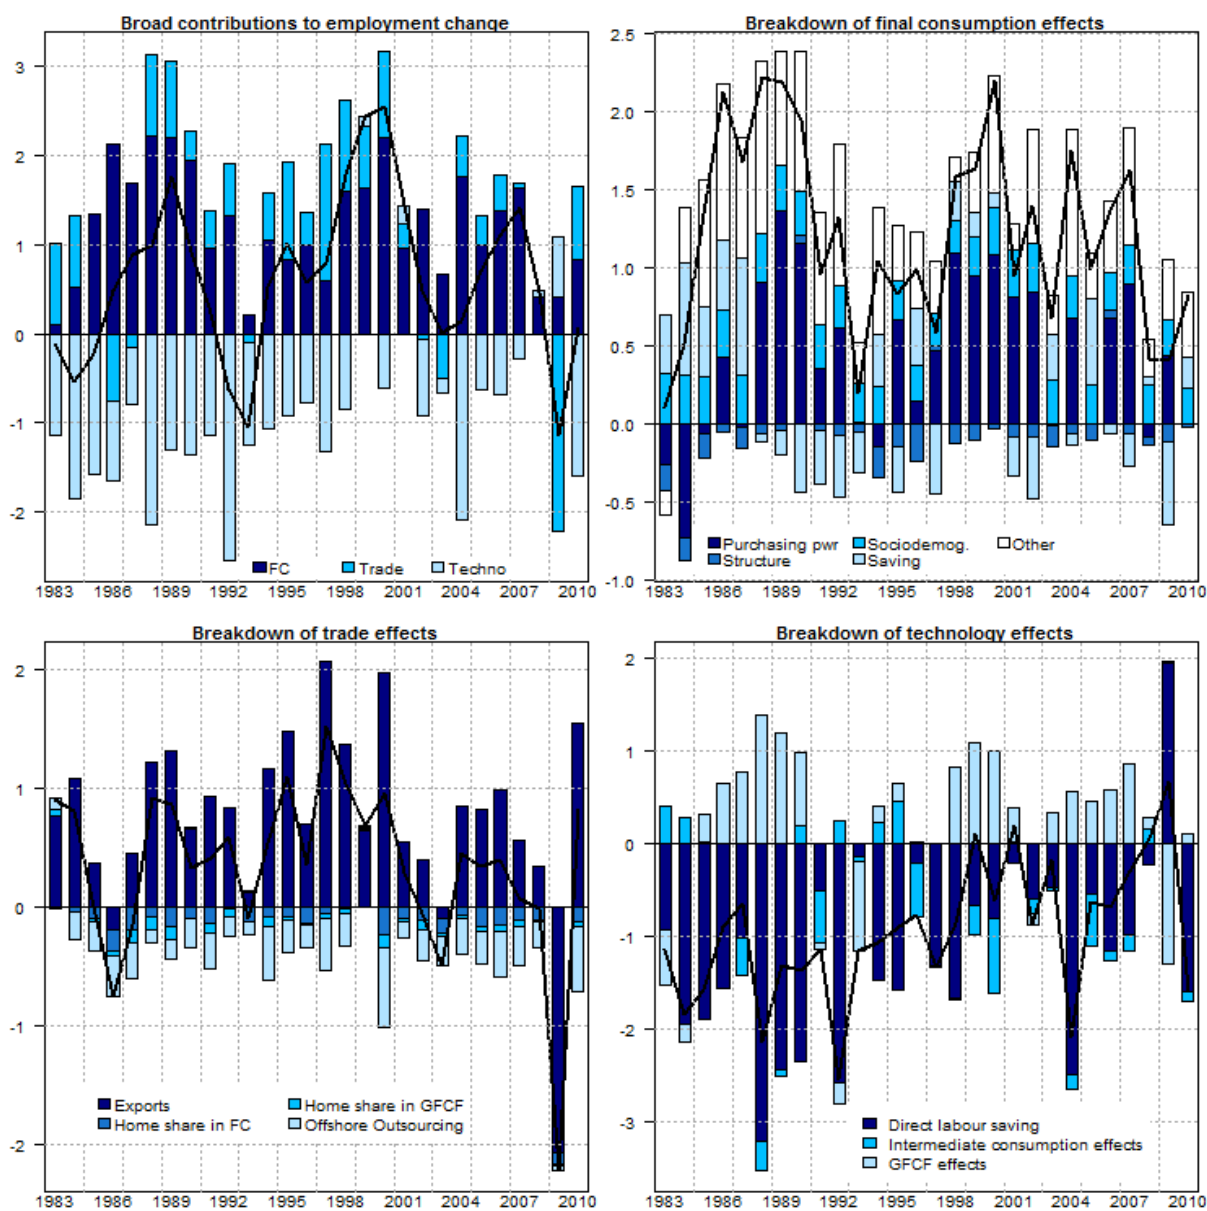 Broad contributions to employment change
3
2
1
0
-1
-2
FC Trade Techno
1983 1986 1989 1992 1995 1998 2001 2004 2007 2010
Breakdown of final consumption effects
2.5
2.0
1.5
1.0
0.5
0.0
-0.5
-1.0
Purchasing pwr Sociodemog. Other
Structure Saving
1983 1986 1989 1992 1995 1998 2001 2004 2007 2010
Breakdown of trade effects
2
1
0
-1
-2
Exports Home share in GFCF
Home share in FC Offshore Outsourcing
1983 1986 1989 1992 1995 1998 2001 2004 2007 2010
Breakdown of technology effects
2
1
0
-1
-2
-3
Direct labour saving
Intermediate consumption effects
GFCF effects
1983 1986 1989 1992 1995 1998 2001 2004 2007 2010